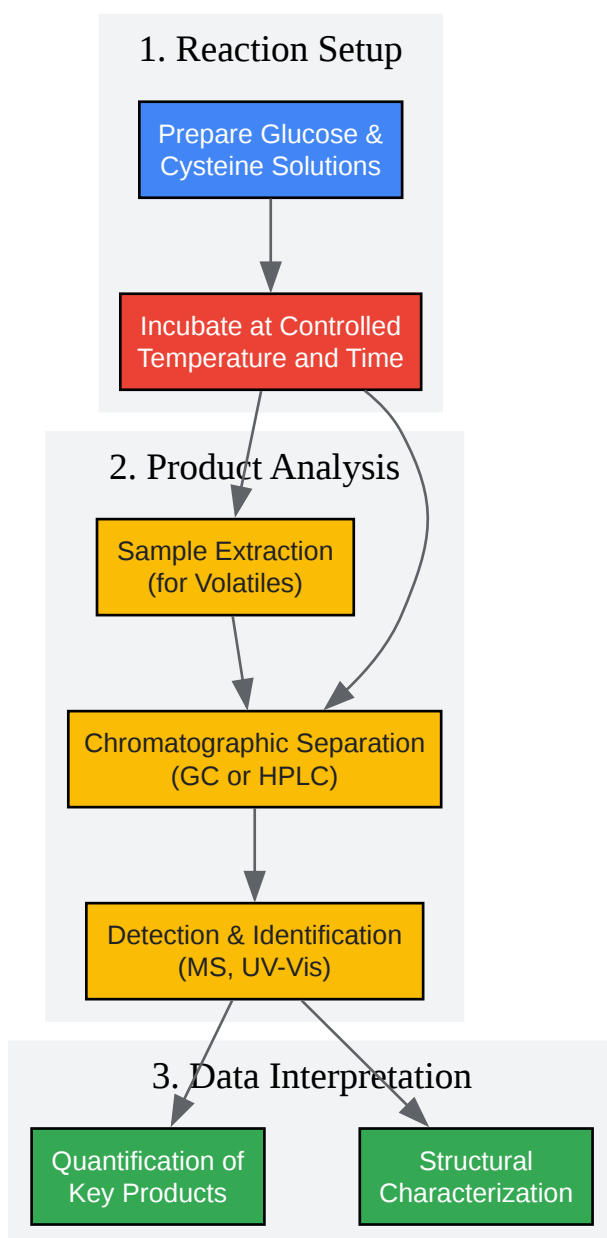 1. Reaction Setup
Prepare Glucose &
Cysteine Solutions
Incubate at Controlled
Temperature and Time
2. Product Analysis
Sample Extraction
(for Volatiles)
Chromatographic Separation
(GC or HPLC)
Detection & Identification
(MS, UV-Vis)
3. Data Interpretation
Quantification of
Key Products
Structural
Characterization